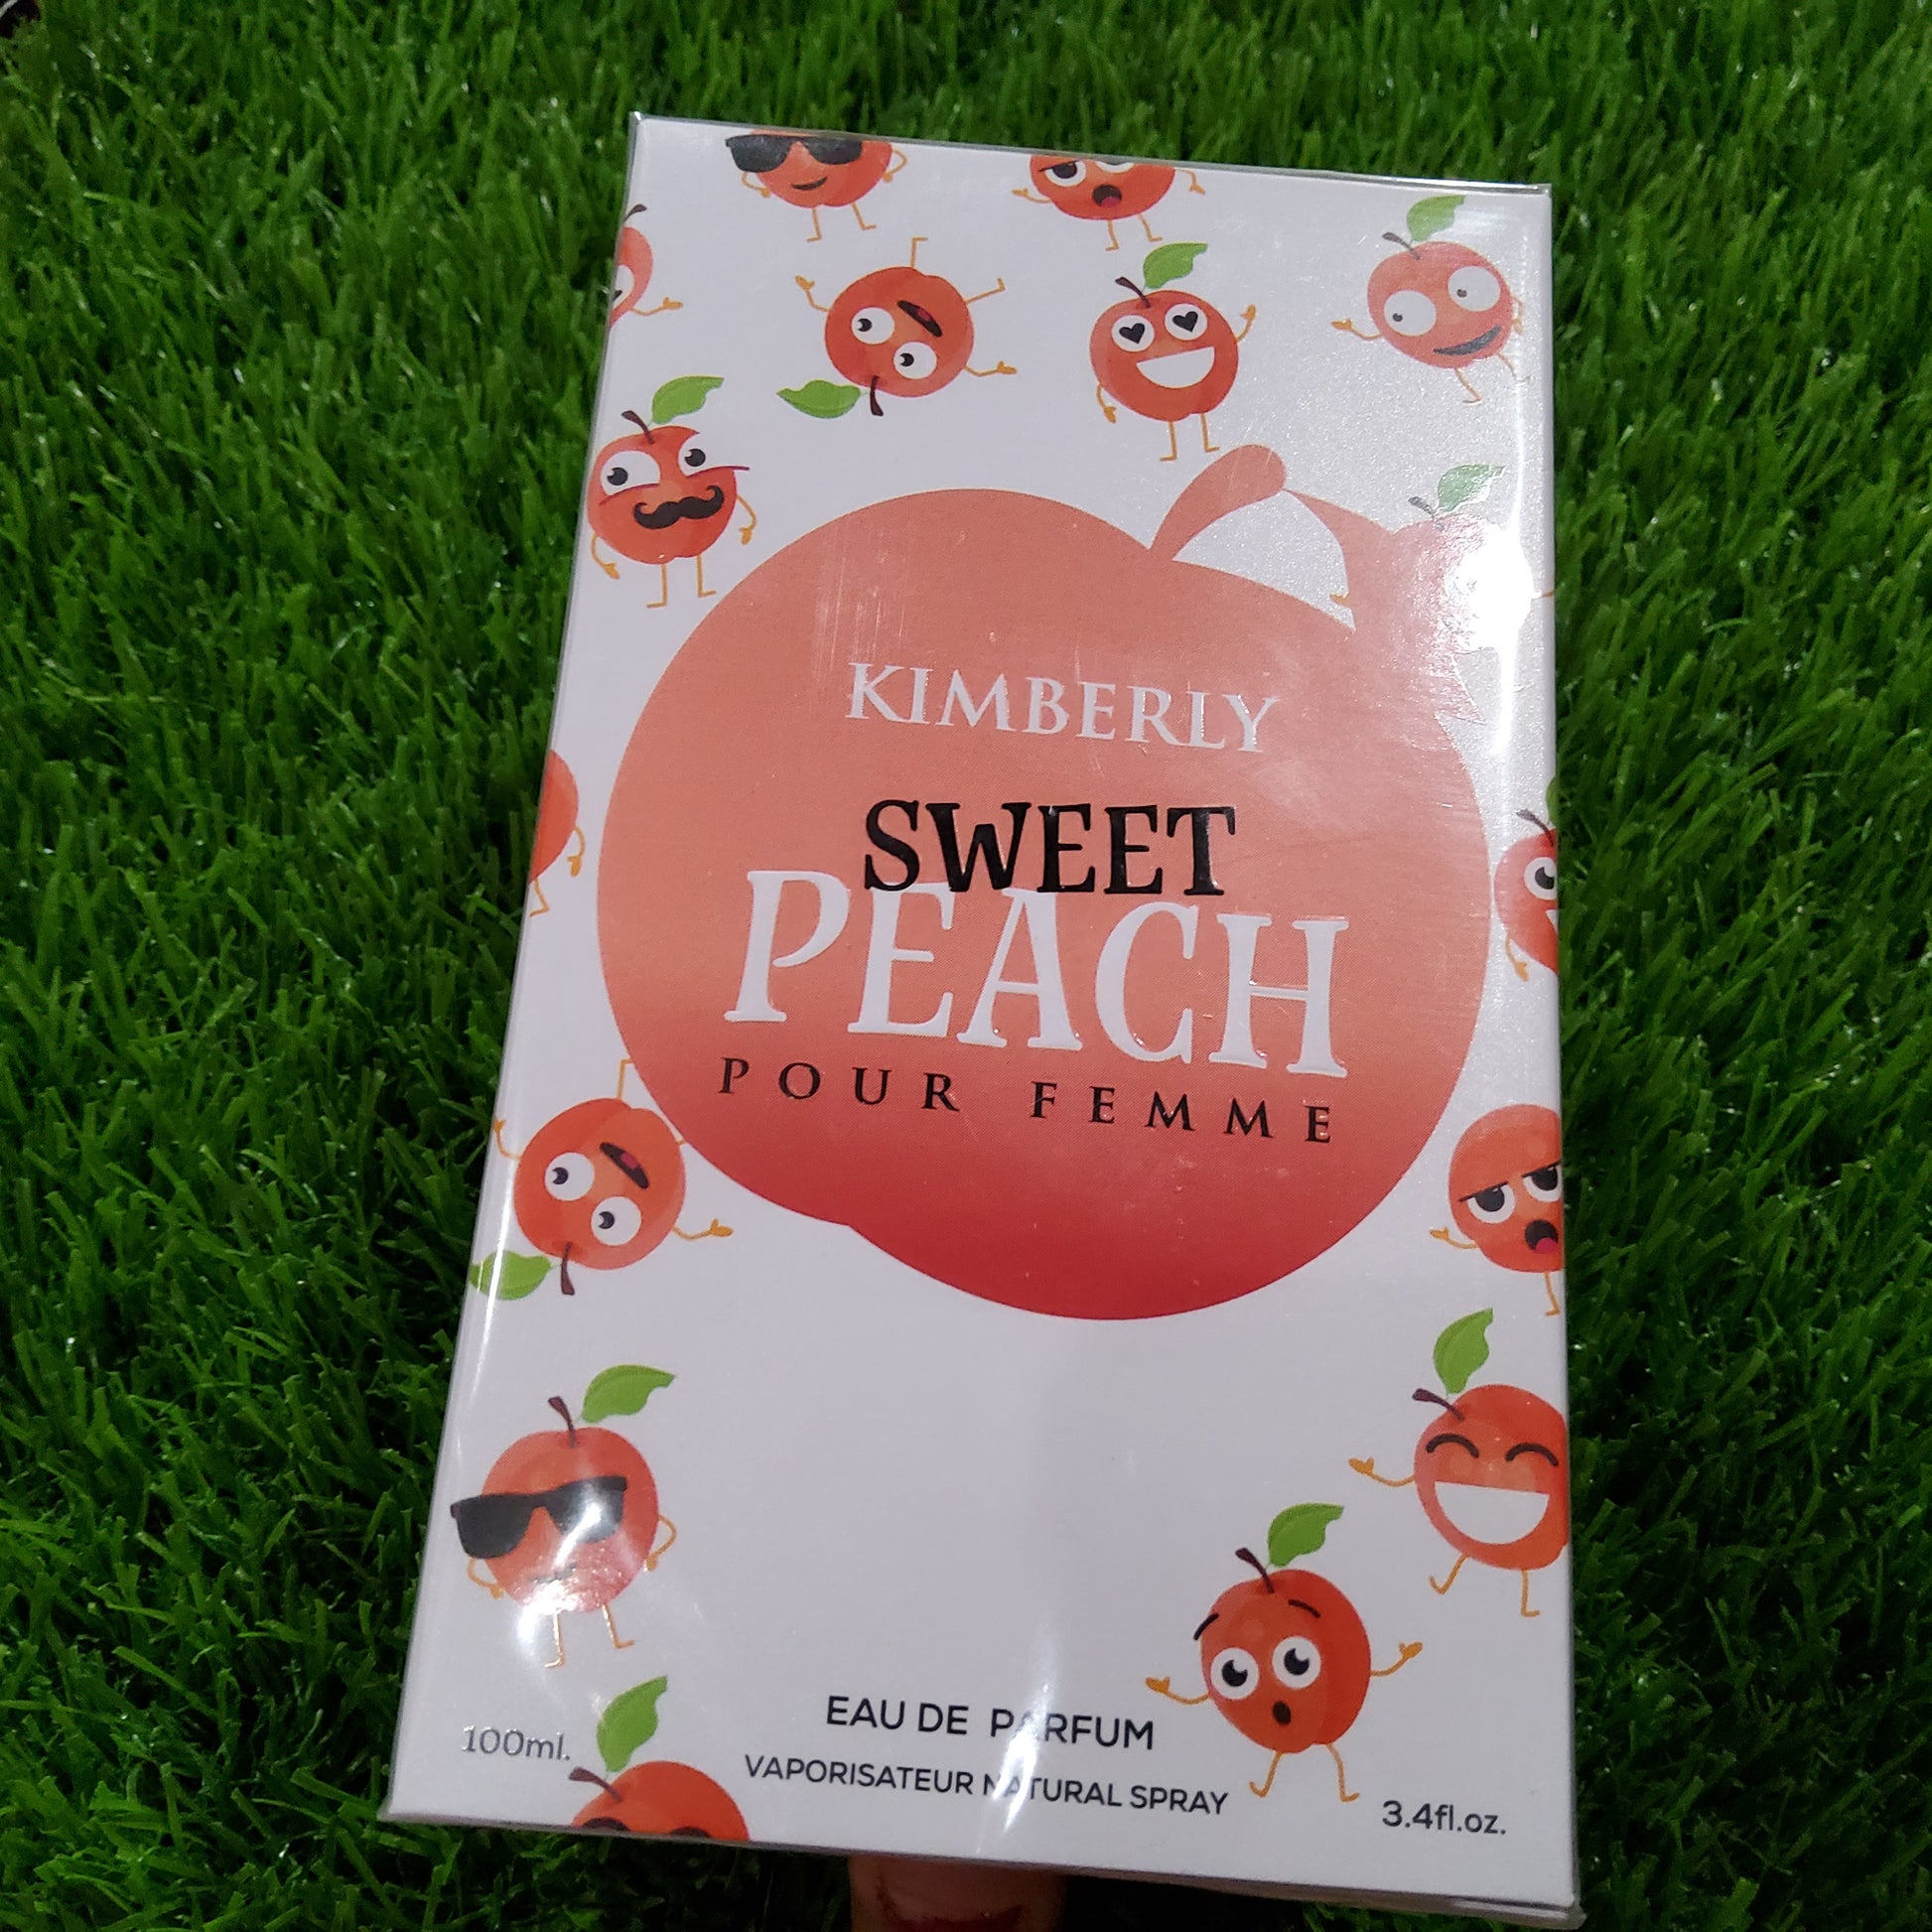 KIMBERLY
SWEET
PEACH
POUR FEMME
EAU DE PARFUM
VAPORISATEUR NATURAL SPRAY
100ml.
3.4fl.oz.